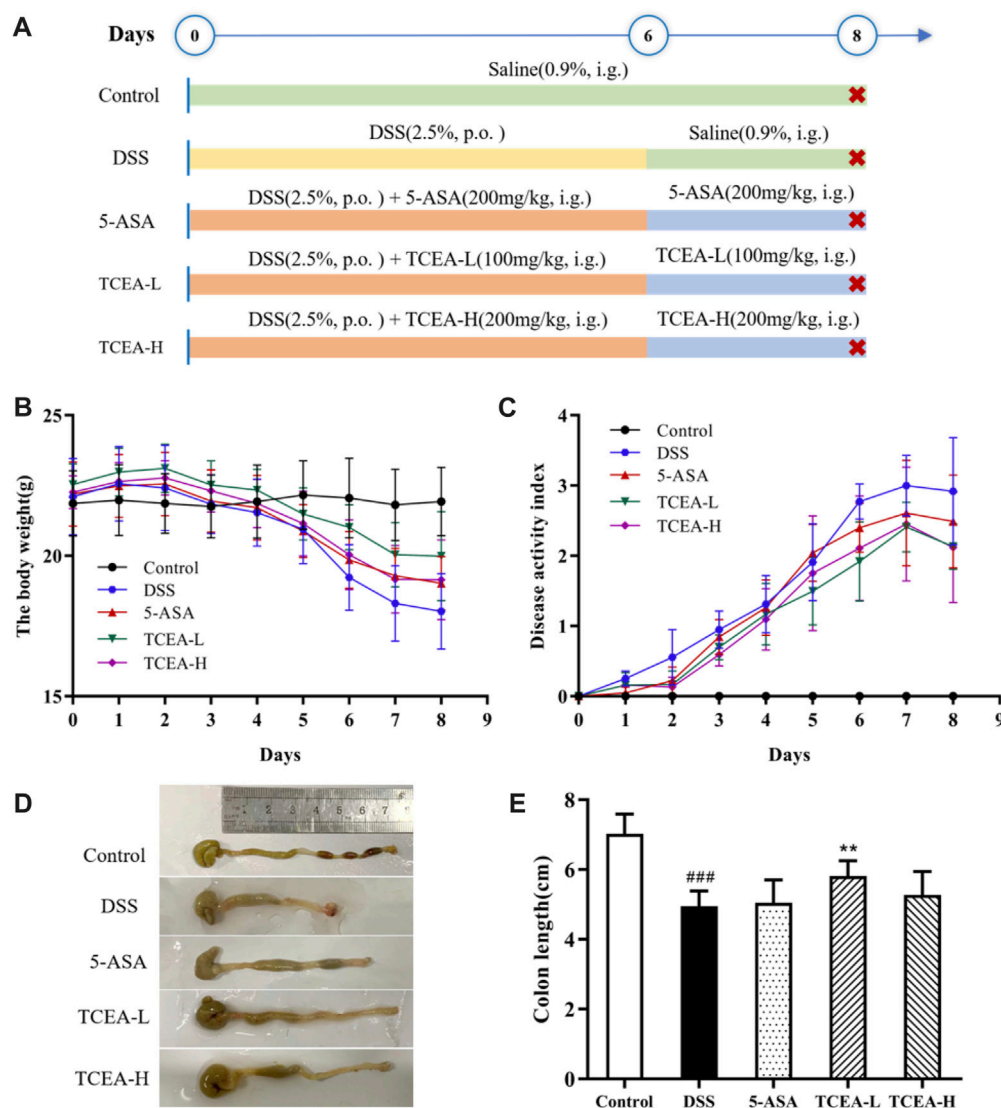 A
Days
0
6
8
Saline(0.9%, i.g.)
Control
DSS(2.5%, p.o. )
Saline(0.9%, i.g.)
DSS
DSS(2.5%, p.o. ) + 5-ASA(200mg/kg, i.g.)
5-ASA(200mg/kg, i.g.)
5-ASA
DSS(2.5%, p.o. ) + TCEA-L(100mg/kg, i.g.)
TCEA-L(100mg/kg, i.g.)
TCEA-L
DSS(2.5%, p.o. ) + TCEA-H(200mg/kg, i.g.)
TCEA-H(200mg/kg, i.g.)
TCEA-H
B
25
20
15
The body weight(g)
Control
DSS
5-ASA
TCEA-L
TCEA-H
0 1 2 3 4 5 6 7 8 9
Days
C
4
3
2
1
0
Disease activity index
Control
DSS
5-ASA
TCEA-L
TCEA-H
0 1 2 3 4 5 6 7 8 9
Days
D
2 3 4 5 6 7
Control
DSS
5-ASA
TCEA-L
TCEA-H
E
8
6
4
2
0
Colon length(cm)
###
**
Control DSS 5-ASA TCEA-L TCEA-H